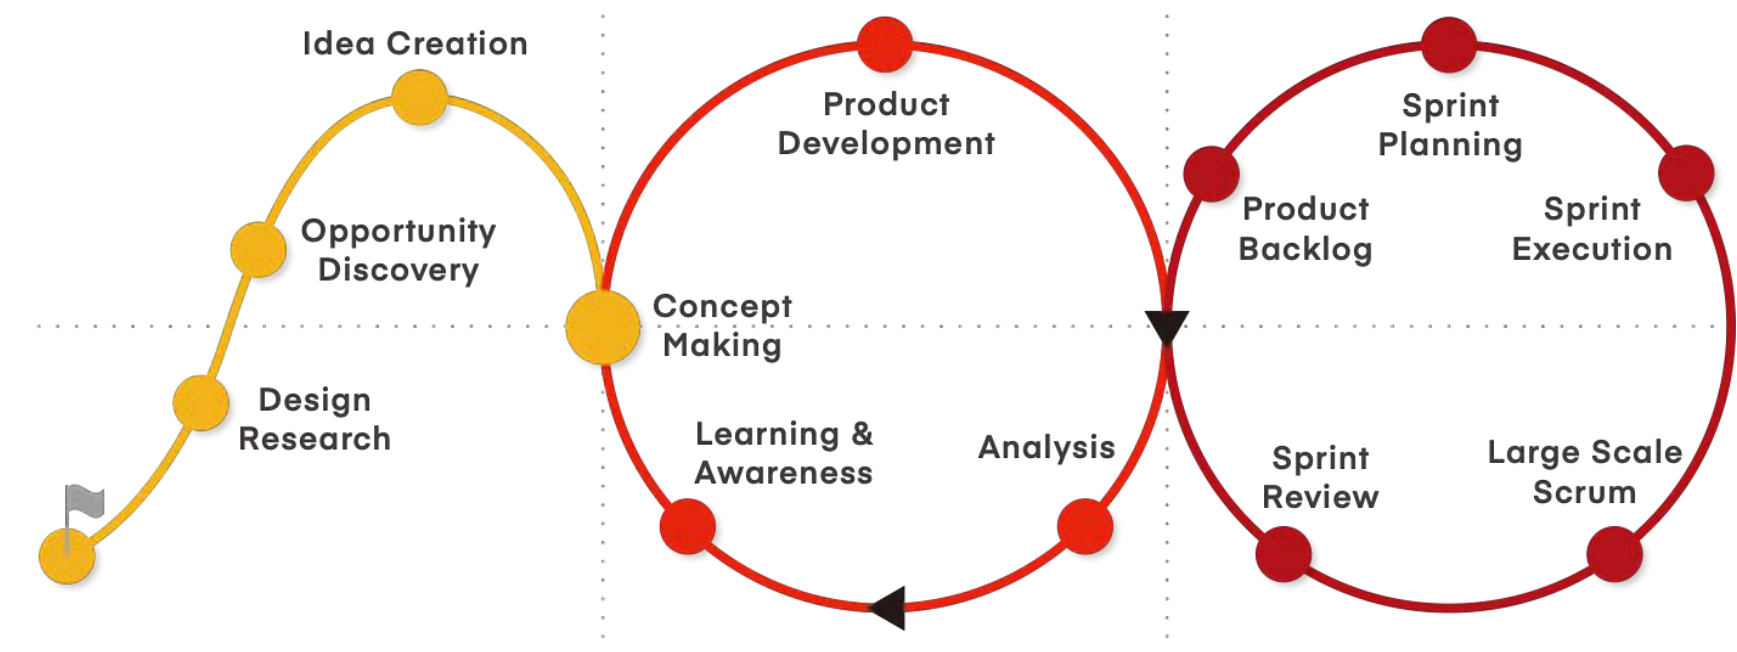 Idea Creation
Opportunity
Discovery
Design
Research
Concept
Making
Product
Development
Learning &
Awareness
Analysis
Product
Backlog
Sprint
Planning
Sprint
Execution
Sprint
Review
Large Scale
Scrum